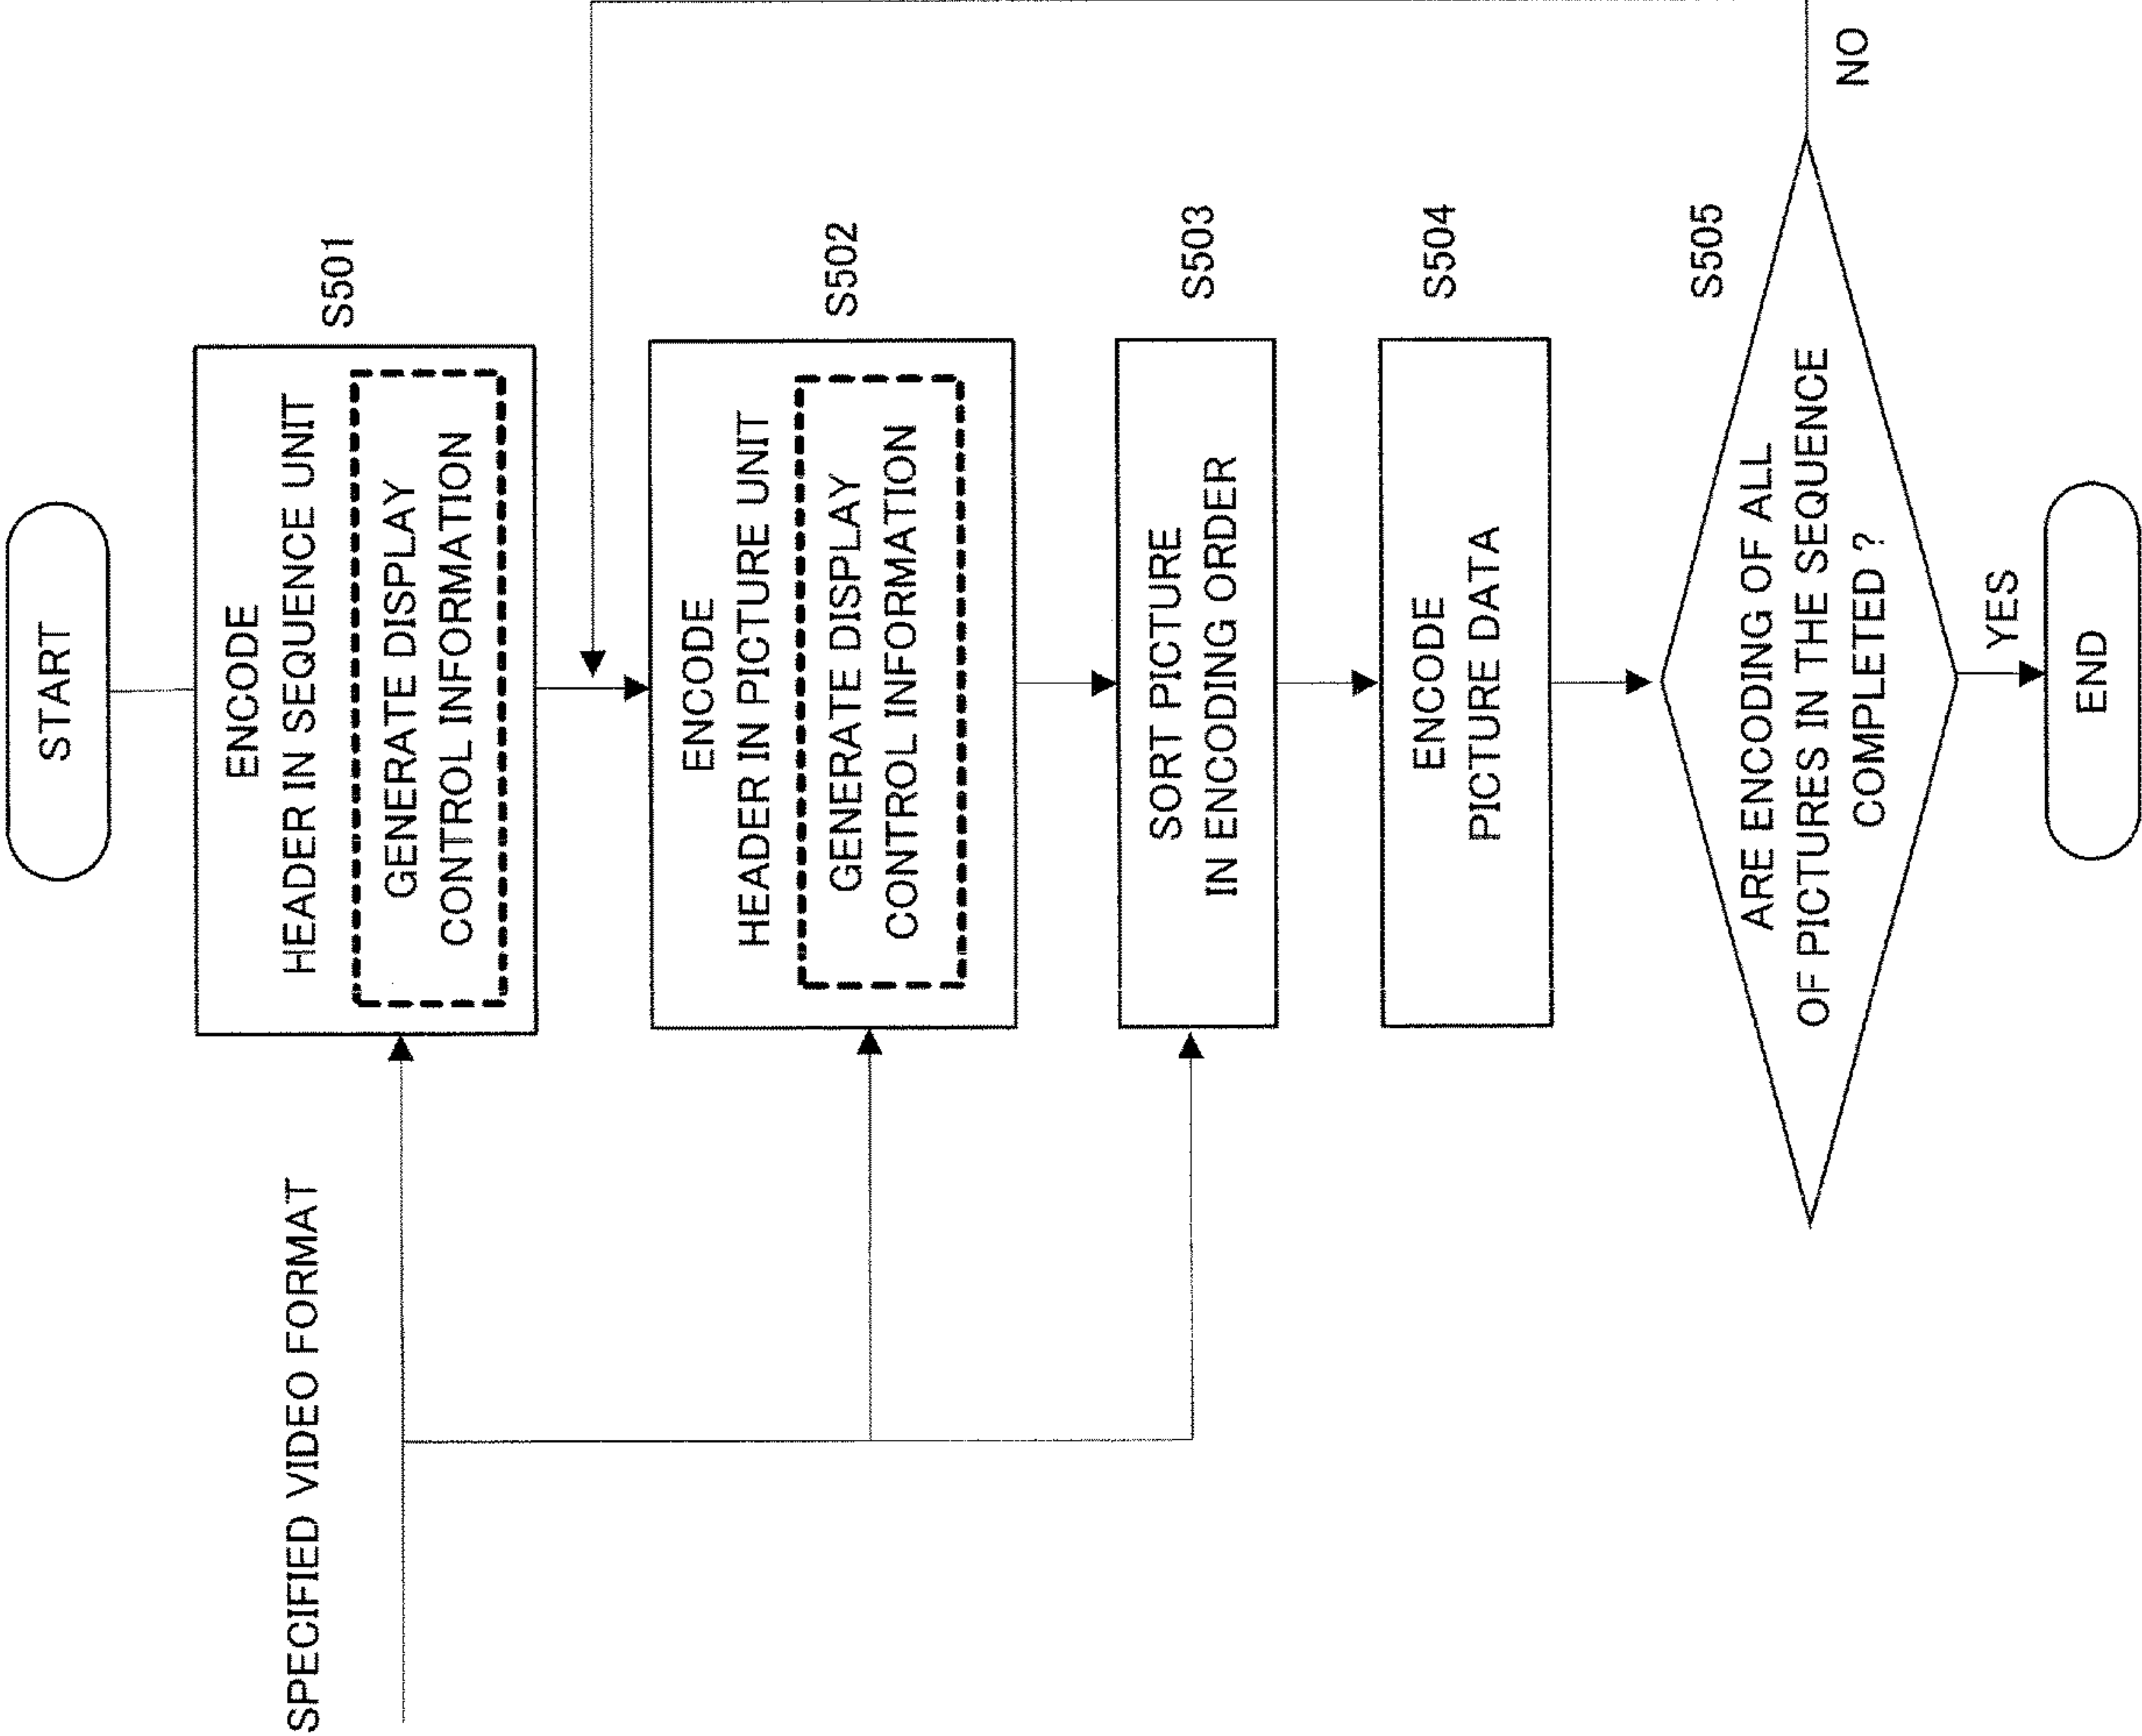 START
SPECIFIED VIDEO FORMAT
ENCODE
HEADER IN SEQUENCE UNIT
GENERATE DISPLAY
CONTROL INFORMATION
S501
ENCODE
HEADER IN PICTURE UNIT
GENERATE DISPLAY
CONTROL INFORMATION
S502
SORT PICTURE
IN ENCODING ORDER
S503
ENCODE
PICTURE DATA
S504
S505
ARE ENCODING OF ALL
OF PICTURES IN THE SEQUENCE
COMPLETED ?
NO
YES
END